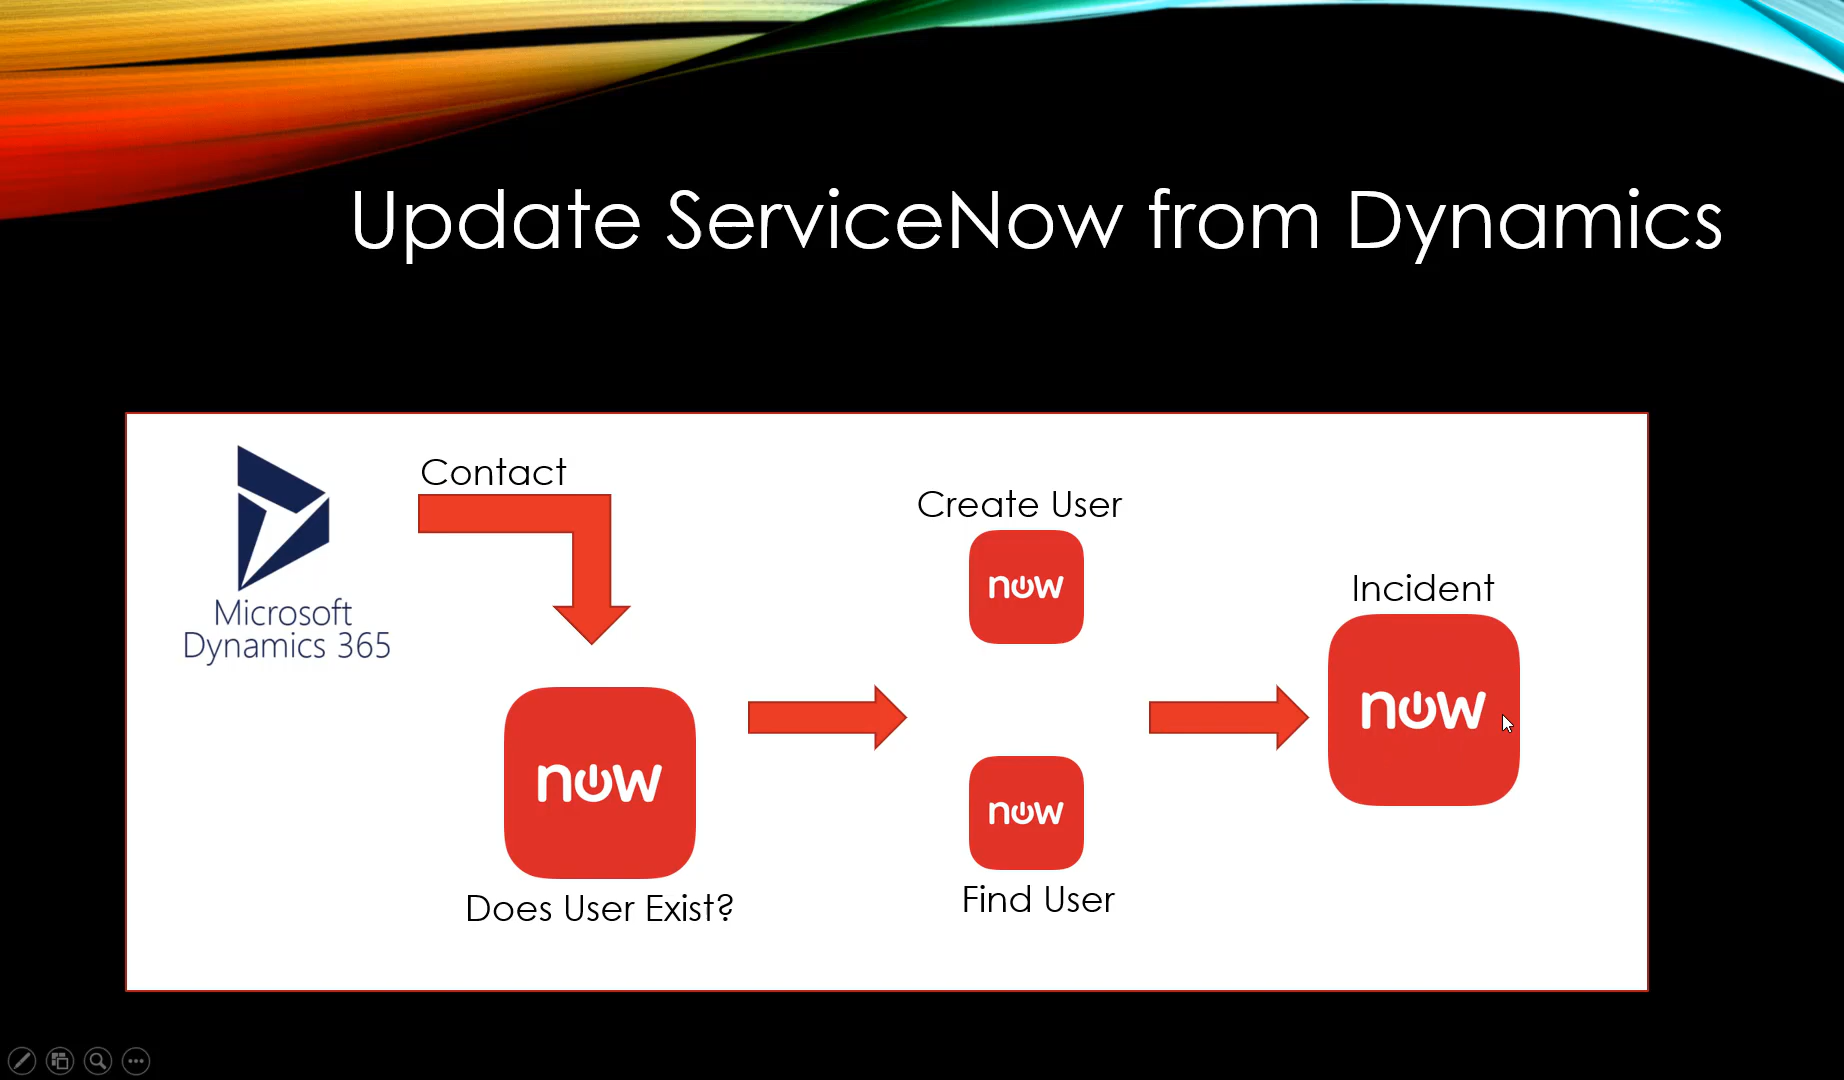 Update ServiceNow from Dynamics
Contact
Microsoft
Dynamics 365
now
Does User Exist?
Create User
now
now
Find User
Incident
now